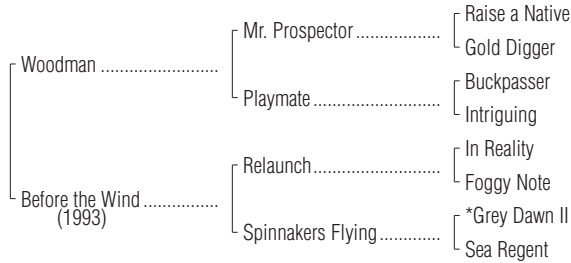 Raise a Native
Mr. Prospector ..................
Gold Digger
Woodman .........................
Buckpasser
Playmate ...........................
Intriguing
In Reality
Relaunch ...........................
Foggy Note
Before the Wind ................
(1993)
*Grey Dawn II
Spinnakers Flying .............
Sea Regent